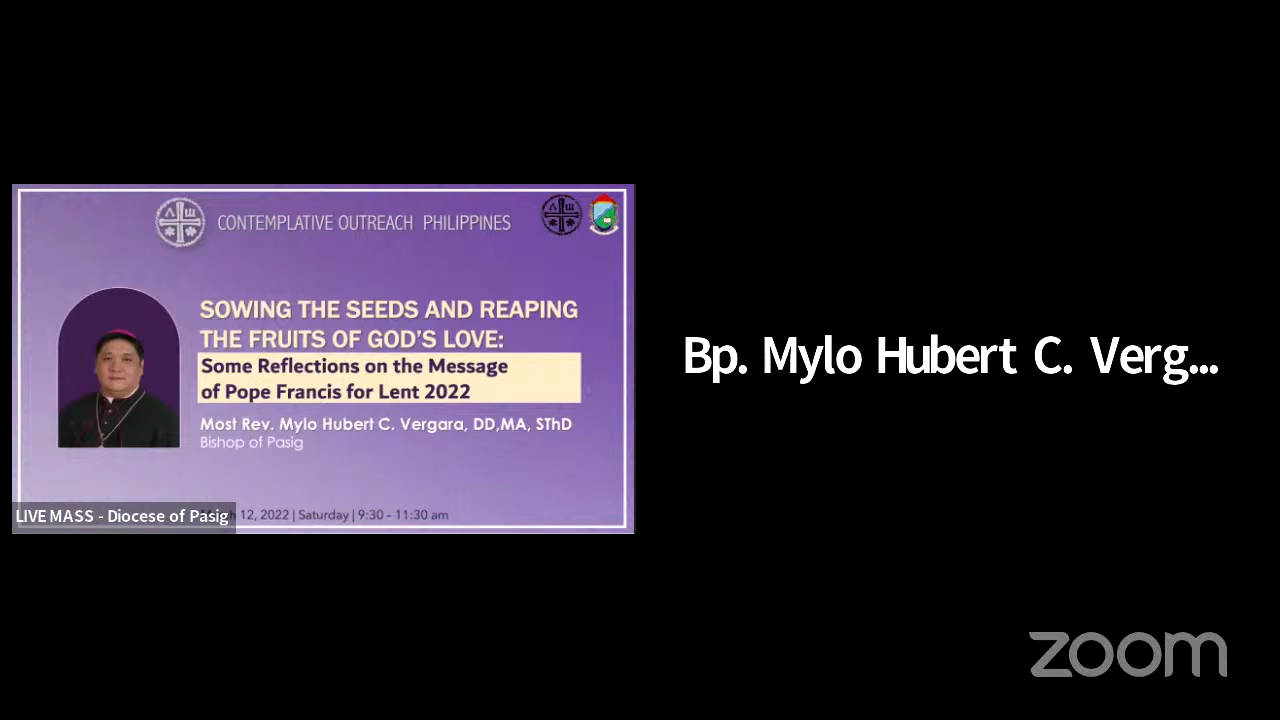 CONTEMPLATIVE OUTREACH PHILIPPINES
SOWING THE SEEDS AND REAPING
THE FRUITS OF GOD'S LOVE:
Some Reflections on the Message
of Pope Francis for Lent 2022
Most Rev. Mylo Hubert C. Vergara, DD,MA, SThD
Bishop of Pasig
12, 2022 | Saturday | 9:30 - 11:30 am
LIVE MASS - Diocese of Pasig
Bp. Mylo Hubert C. Verg...
zoom